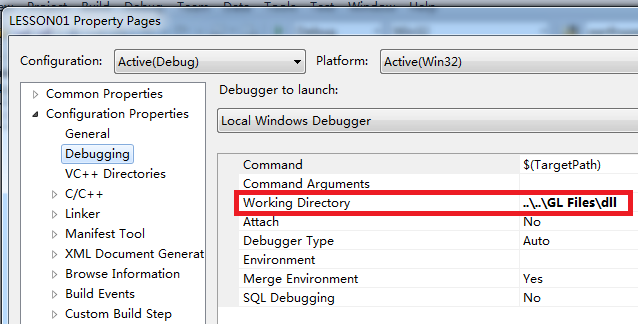 LESSON01 Property Pages
Configuration: Active(Debug) Platform: Active(Win32)
Common Properties
Configuration Properties
General
Debugging
VC++ Directories
C/C++
Linker
Manifest Tool
XML Document Generat
Browse Information
Build Events
Custom Build Step
Debugger to launch:
Local Windows Debugger
Command $(TargetPath)
Command Arguments
Working Directory ..\..\GL Files\dll
Attach No
Debugger Type Auto
Environment
Merge Environment Yes
SQL Debugging No